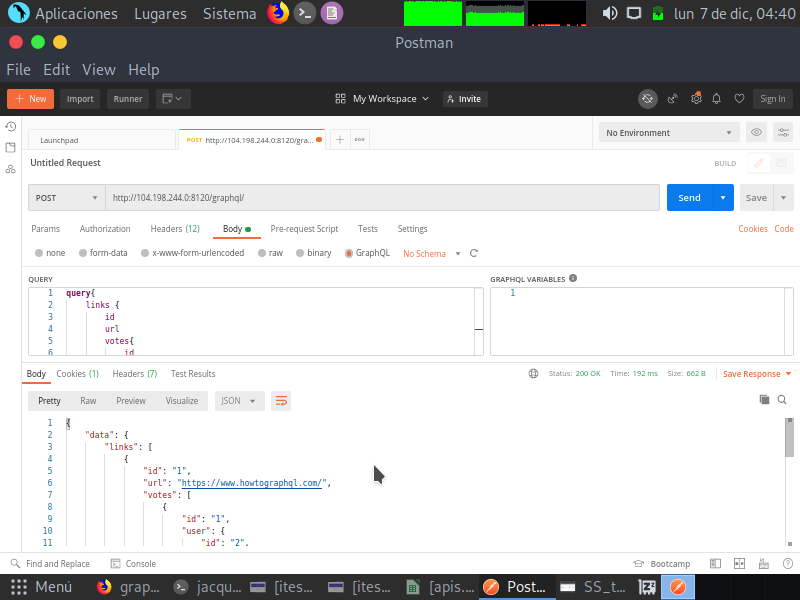 Aplicaciones Lugares Sistema lun 7 de dic, 04:40
Postman
File Edit View Help
+ New Import Runner My Workspace Invite Sign In
Launchpad POST http://104.198.244.0:8120/gra... + ooo No Environment
Untitled Request BUILD
POST http://104.198.244.0:8120/graphql/ Send Save
Params Authorization Headers (12) Body Pre-request Script Tests Settings Cookies Code
none form-data x-www-form-urlencoded raw binary GraphQL No Schema
QUERY GRAPHQL VARIABLES
1 query{ 1
2 links {
3 id
4 url
5 votes{
6 id
Body Cookies (1) Headers (7) Test Results Status: 200 OK Time: 192 ms Size: 662 B Save Response
Pretty Raw Preview Visualize JSON
1 {
2 "data": {
3 "links": [
4 {
5 "id": "1",
6 "url": "https://www.howtographql.com/",
7 "votes": [
8 {
9 "id": "1",
10 "user": {
11 "id": "2",
Find and Replace Console Bootcamp
Menú grap... jacqu... [ites... [ites... [apis.... Post... SS_t...